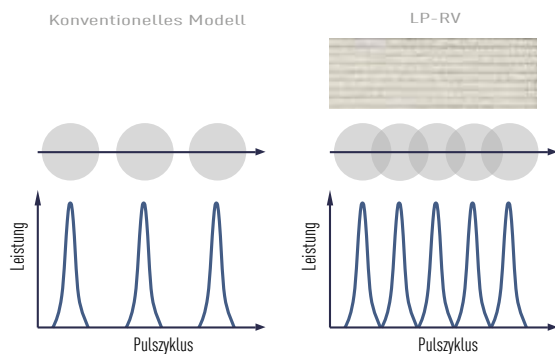 Konventionelles Modell
LP-RV
Leistung
Pulszyklus
Leistung
Pulszyklus